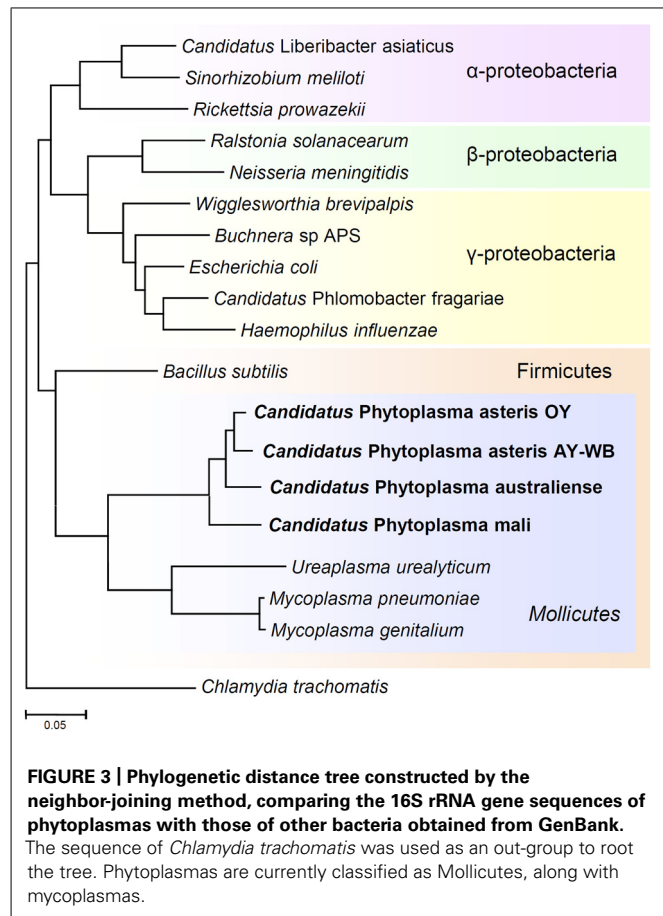 Candidatus Liberibacter asiaticus
Sinorhizobium meliloti
α-proteobacteria
Rickettsia prowazekii
Ralstonia solanacearum
β-proteobacteria
Neisseria meningitidis
Wigglesworthia brevipalpis
Buchnera sp APS
γ-proteobacteria
Escherichia coli
Candidatus Phlomobacter fragariae
Haemophilus influenzae
Bacillus subtilis
Firmicutes
Candidatus Phytoplasma asteris OY
Candidatus Phytoplasma asteris AY-WB
Candidatus Phytoplasma australiense
Candidatus Phytoplasma mali
Ureaplasma urealyticum
Mycoplasma pneumoniae
Mollicutes
Mycoplasma genitalium
Chlamydia trachomatis
0.05
FIGURE 3 | Phylogenetic distance tree constructed by the
neighbor-joining method, comparing the 16S rRNA gene sequences of
phytoplasmas with those of other bacteria obtained from GenBank.
The sequence of Chlamydia trachomatis was used as an out-group to root
the tree. Phytoplasmas are currently classified as Mollicutes, along with
mycoplasmas.